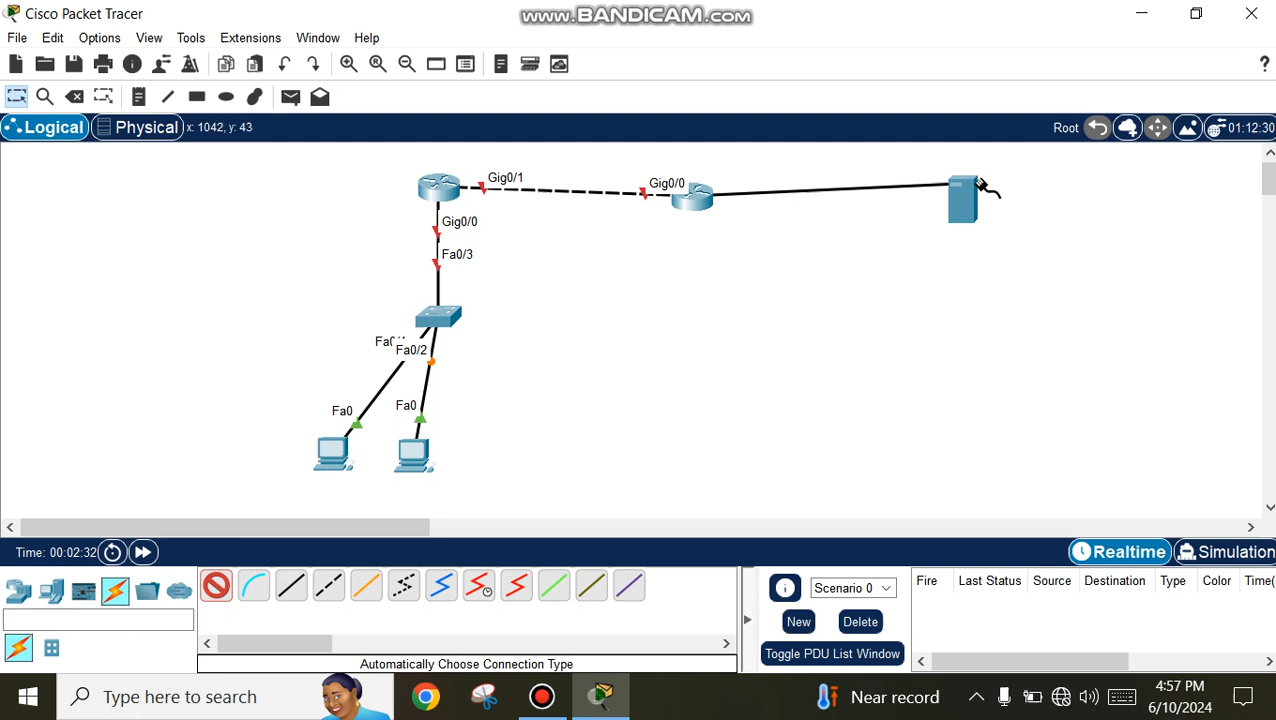 Cisco Packet Tracer
www.BANDICAM.com
File Edit Options View Tools Extensions Window Help
Logical Physical x: 1042, y: 43 Root 01:12:30
Gig0/1
Gig0/0
Gig0/0
Fa0/3
Fa0/2
Fa0
Fa0
Time: 00:02:32 Realtime Simulation
Scenario 0
Fire Last Status Source Destination Type Color Time(
New Delete
Toggle PDU List Window
Automatically Choose Connection Type
Type here to search
Near record
4:57 PM
6/10/2024